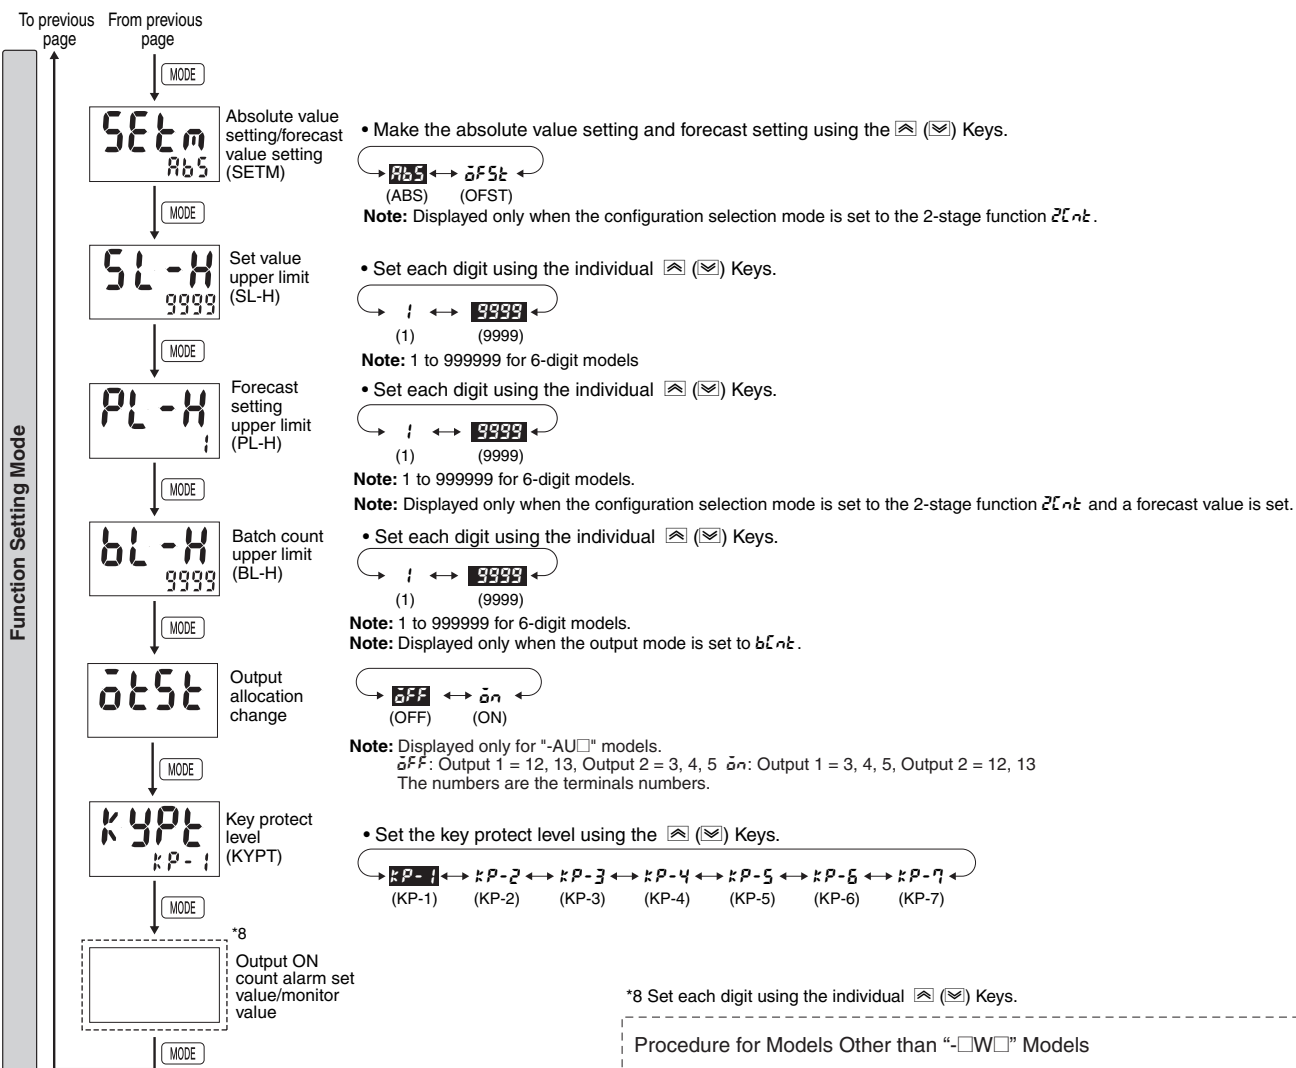 To previous page
From previous page
MODE
Function Setting Mode
SEtm
AbS
Absolute value
setting/forecast
value setting
(SETM)
• Make the absolute value setting and forecast setting using the (  ) Keys.
AbS ↔ oFSt
(ABS) (OFST)
Note: Displayed only when the configuration selection mode is set to the 2-stage function 2Cnt.
MODE
SL-H
9999
Set value
upper limit
(SL-H)
• Set each digit using the individual (  ) Keys.
1 ↔ 9999
(1) (9999)
Note: 1 to 999999 for 6-digit models
MODE
PL-H
1
Forecast
setting
upper limit
(PL-H)
• Set each digit using the individual (  ) Keys.
1 ↔ 9999
(1) (9999)
Note: 1 to 999999 for 6-digit models.
Note: Displayed only when the configuration selection mode is set to the 2-stage function 2Cnt and a forecast value is set.
MODE
bL-H
9999
Batch count
upper limit
(BL-H)
• Set each digit using the individual (  ) Keys.
1 ↔ 9999
(1) (9999)
Note: 1 to 999999 for 6-digit models.
Note: Displayed only when the output mode is set to bCnt.
MODE
otSt
Output
allocation
change
oFF ↔ on
(OFF) (ON)
Note: Displayed only for "-AU□" models.
oFF: Output 1 = 12, 13, Output 2 = 3, 4, 5 on: Output 1 = 3, 4, 5, Output 2 = 12, 13
The numbers are the terminals numbers.
MODE
KYPt
KP-1
Key protect
level
(KYPT)
• Set the key protect level using the (  ) Keys.
KP-1 ↔ KP-2 ↔ KP-3 ↔ KP-4 ↔ KP-5 ↔ KP-6 ↔ KP-7
(KP-1) (KP-2) (KP-3) (KP-4) (KP-5) (KP-6) (KP-7)
MODE
*8
Output ON
count alarm set
value/monitor
value
MODE
*8 Set each digit using the individual (  ) Keys.
Procedure for Models Other than “-□W□” Models